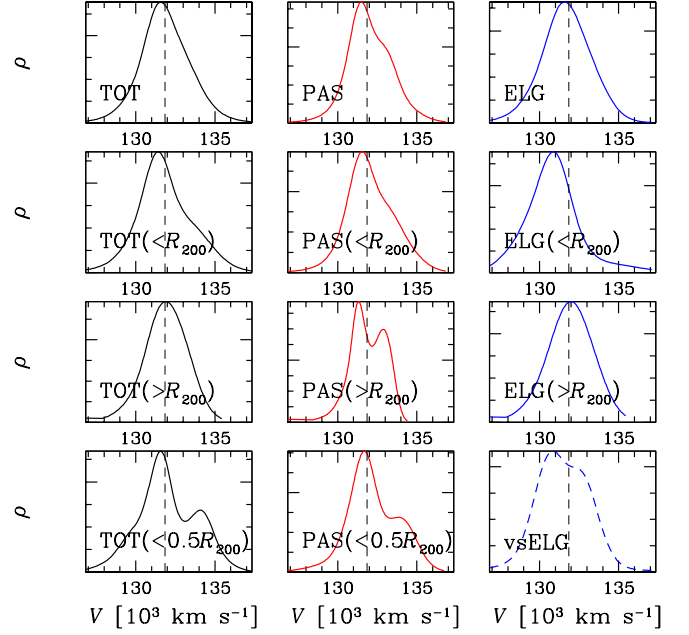 ρ TOT PAS ELG
130 135 130 135 130 135
ρ TOT(<R₂₀₀) PAS(<R₂₀₀) ELG(<R₂₀₀)
130 135 130 135 130 135
ρ TOT(>R₂₀₀) PAS(>R₂₀₀) ELG(>R₂₀₀)
130 135 130 135 130 135
ρ TOT(<0.5R₂₀₀) PAS(<0.5R₂₀₀) vsELG
130 135 130 135 130 135
V [10³ km s⁻¹] V [10³ km s⁻¹] V [10³ km s⁻¹]